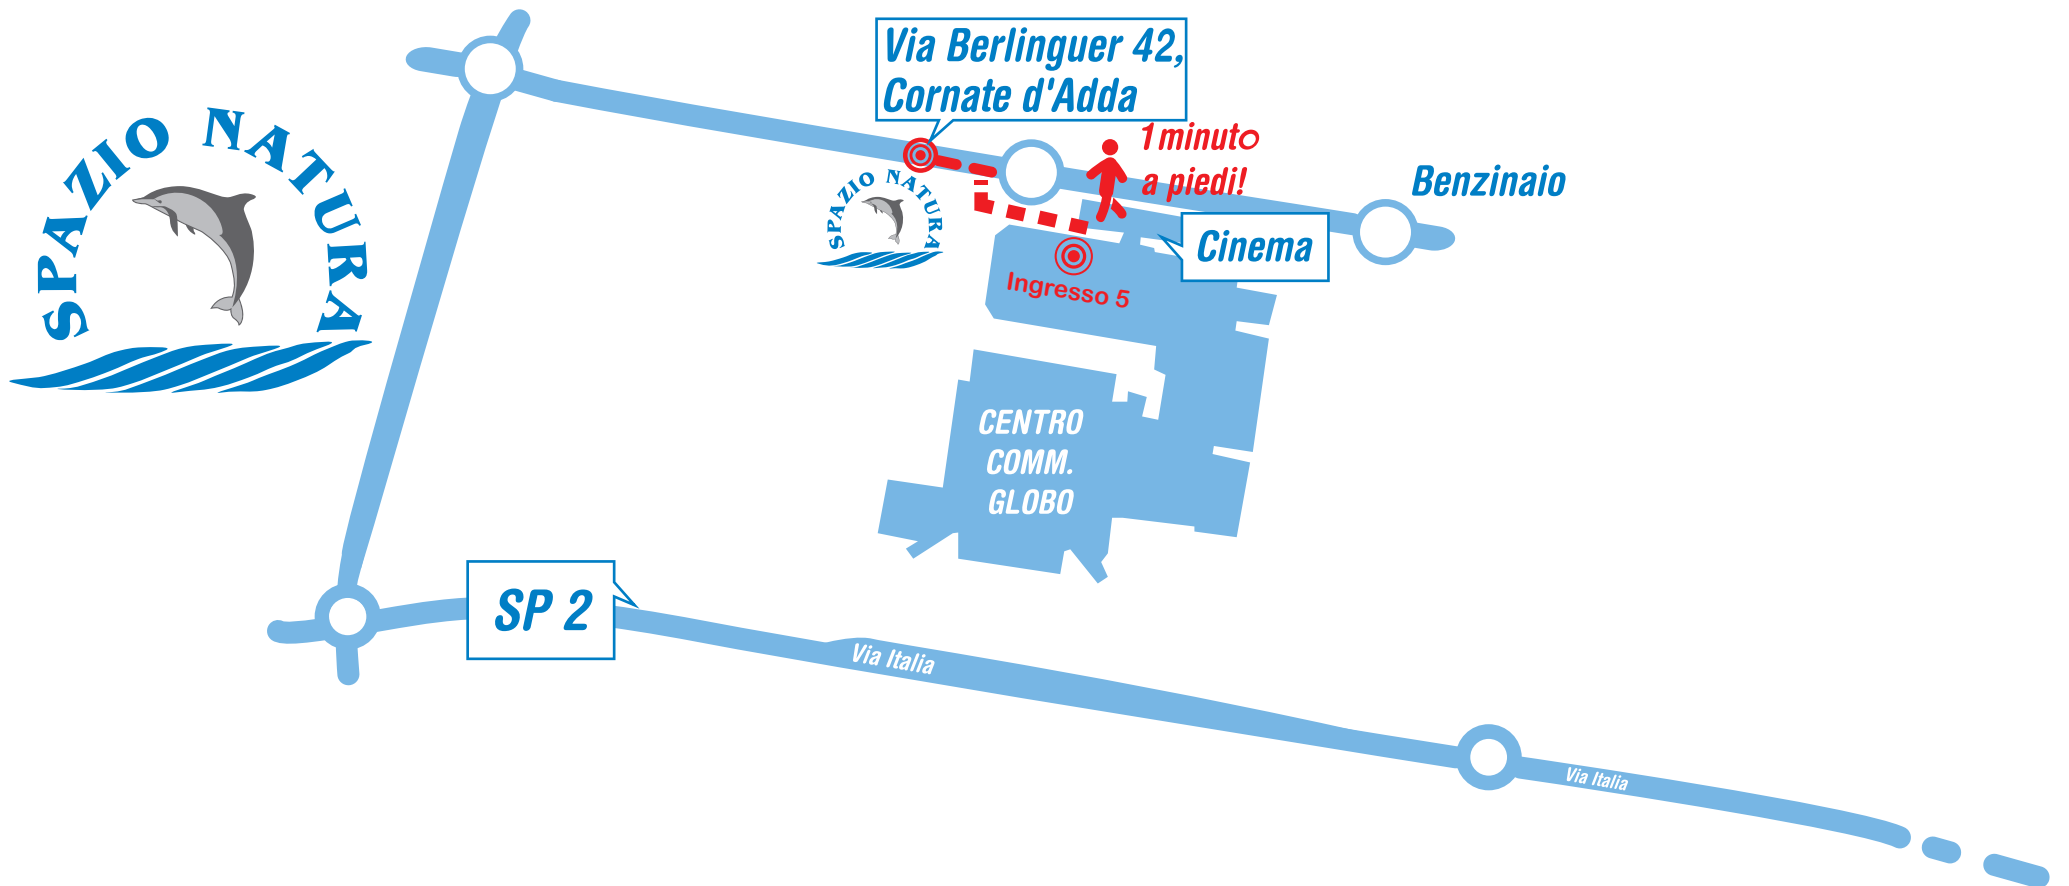 SPAZIO NATURA
Via Berlinguer 42,
Cornate d'Adda
1 minuto
a piedi!
Benzinaio
SPAZIO NATURA
Cinema
Ingresso 5
CENTRO
COMM.
GLOBO
SP 2
Via Italia
Via Italia